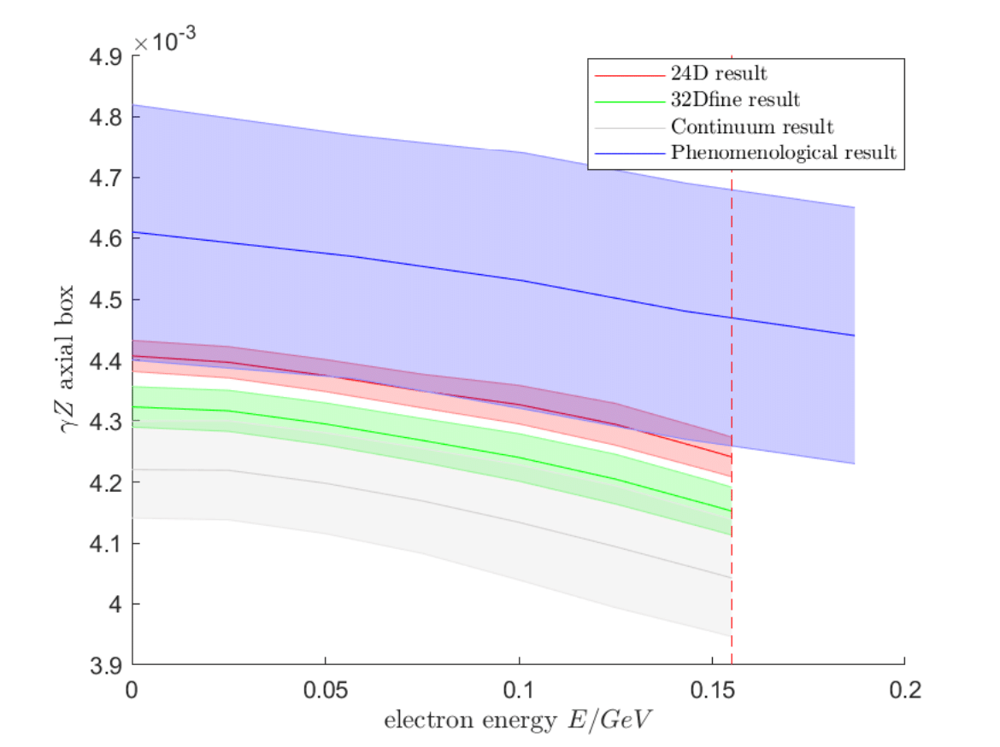 ×10⁻³
4.9
4.8
4.7
4.6
4.5
4.4
4.3
4.2
4.1
4
3.9
γZ axial box
24D result
32Dfine result
Continuum result
Phenomenological result
0 0.05 0.1 0.15 0.2
electron energy E/GeV